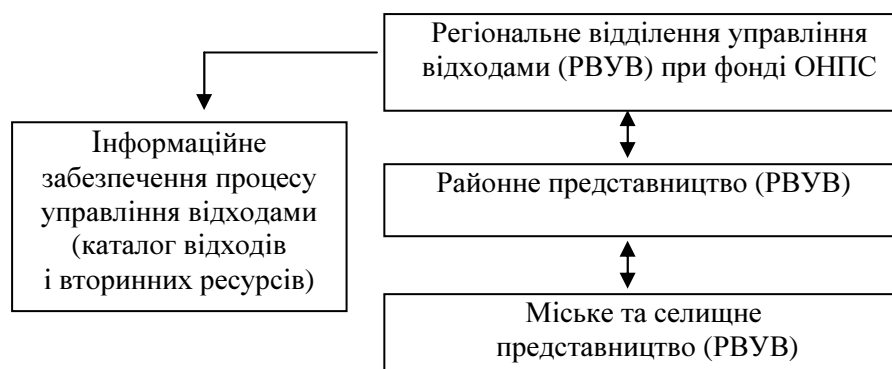 Регіональне відділення управління
відходами (РВУВ) при фонді ОНПС
Інформаційне
забезпечення процесу
управління відходами
(каталог відходів
і вторинних ресурсів)
Районне представництво (РВУВ)
Міське та селищне
представництво (РВУВ)